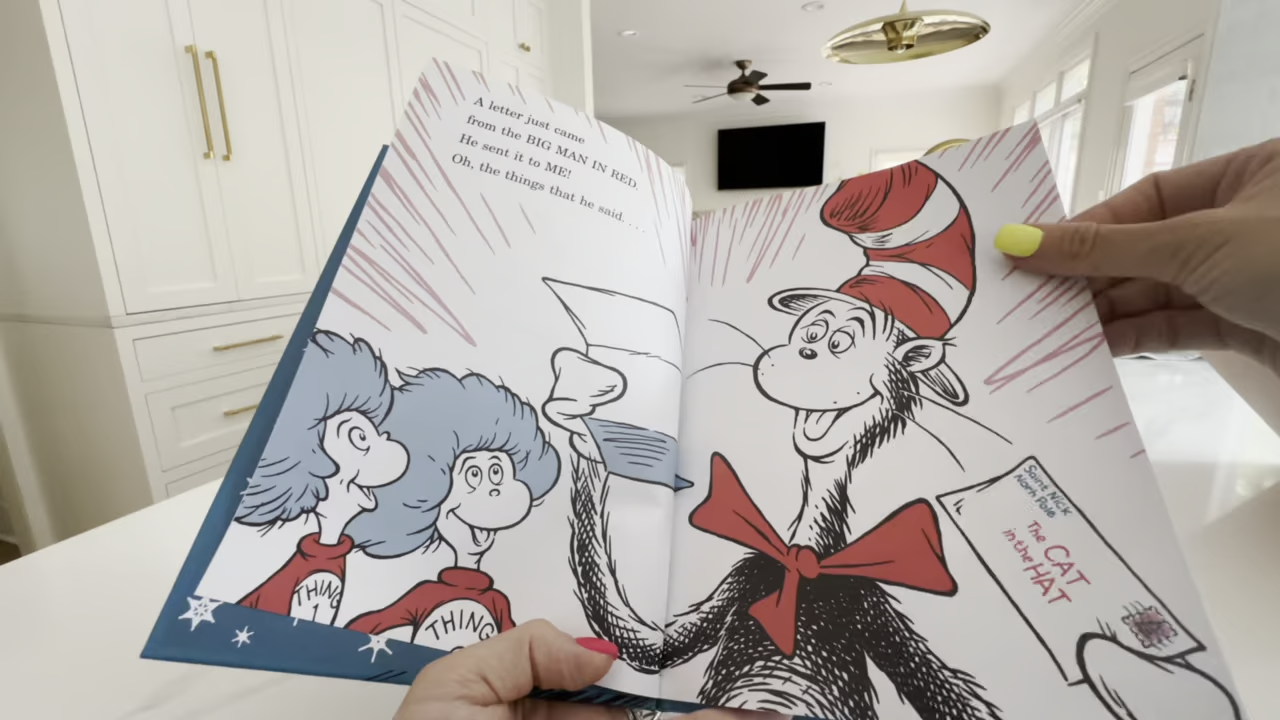 A letter just came
from the BIG MAN IN RED.
He sent it to ME!
Oh, the things that he said. . . .
THING
1
THING
Saint Nick
North Pole
The CAT
in the HAT